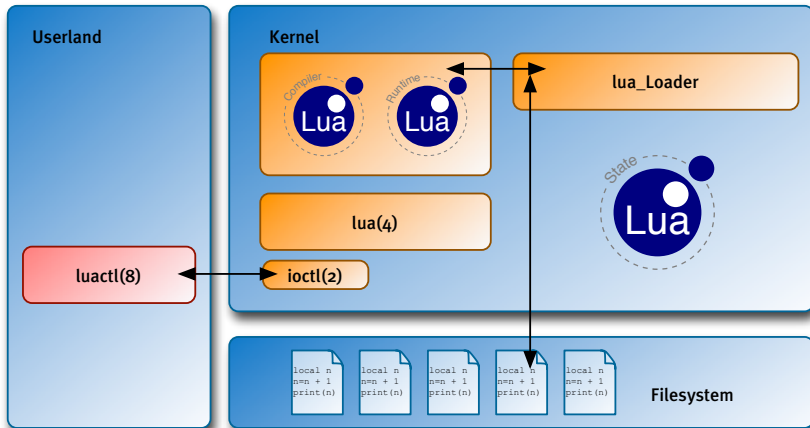 Userland
luactl(8)
Kernel
Compiler
Lua
Runtime
Lua
lua_Loader
State
Lua
lua(4)
ioctl(2)
local n
n=n + 1
print(n)
local n
n=n + 1
print(n)
local n
n=n + 1
print(n)
local n
n=n + 1
print(n)
local n
n=n + 1
print(n)
Filesystem